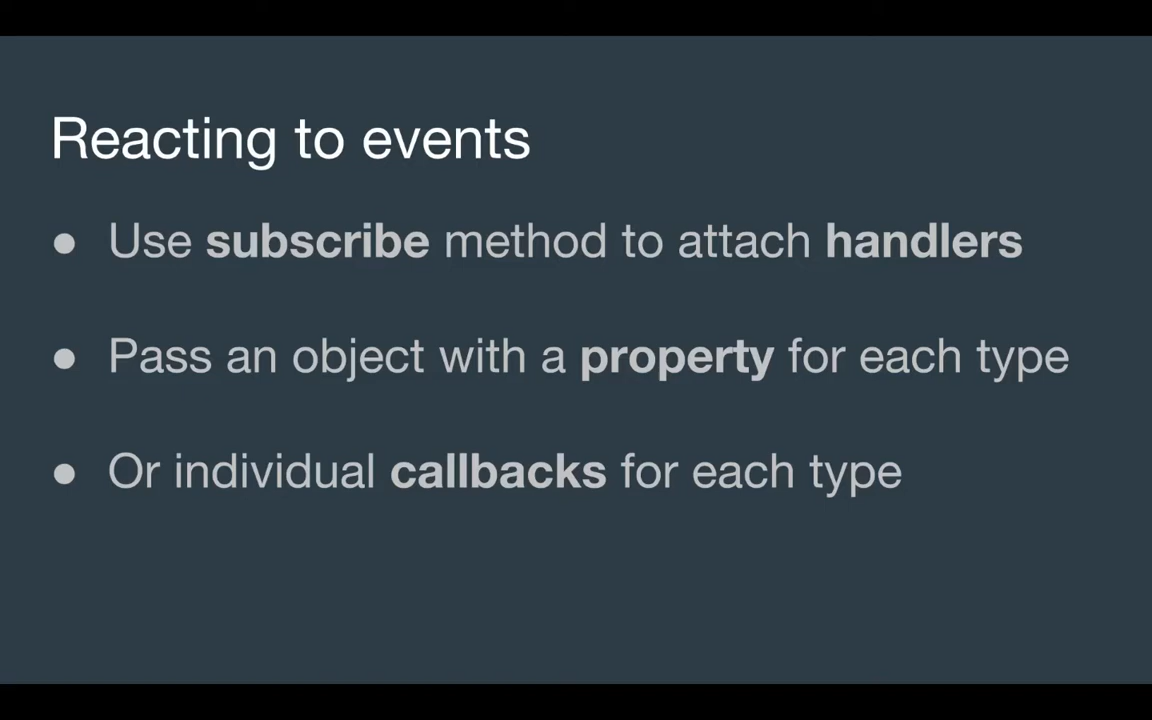 Reacting to events
● Use subscribe method to attach handlers
● Pass an object with a property for each type
● Or individual callbacks for each type